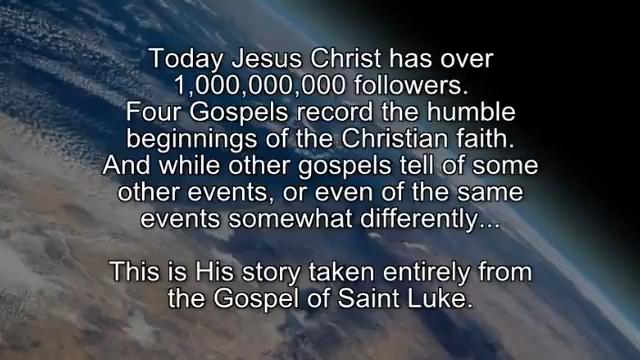 Today Jesus Christ has over
1,000,000,000 followers.
Four Gospels record the humble
beginnings of the Christian faith.
And while other gospels tell of some
other events, or even of the same
events somewhat differently...
This is His story taken entirely from
the Gospel of Saint Luke.